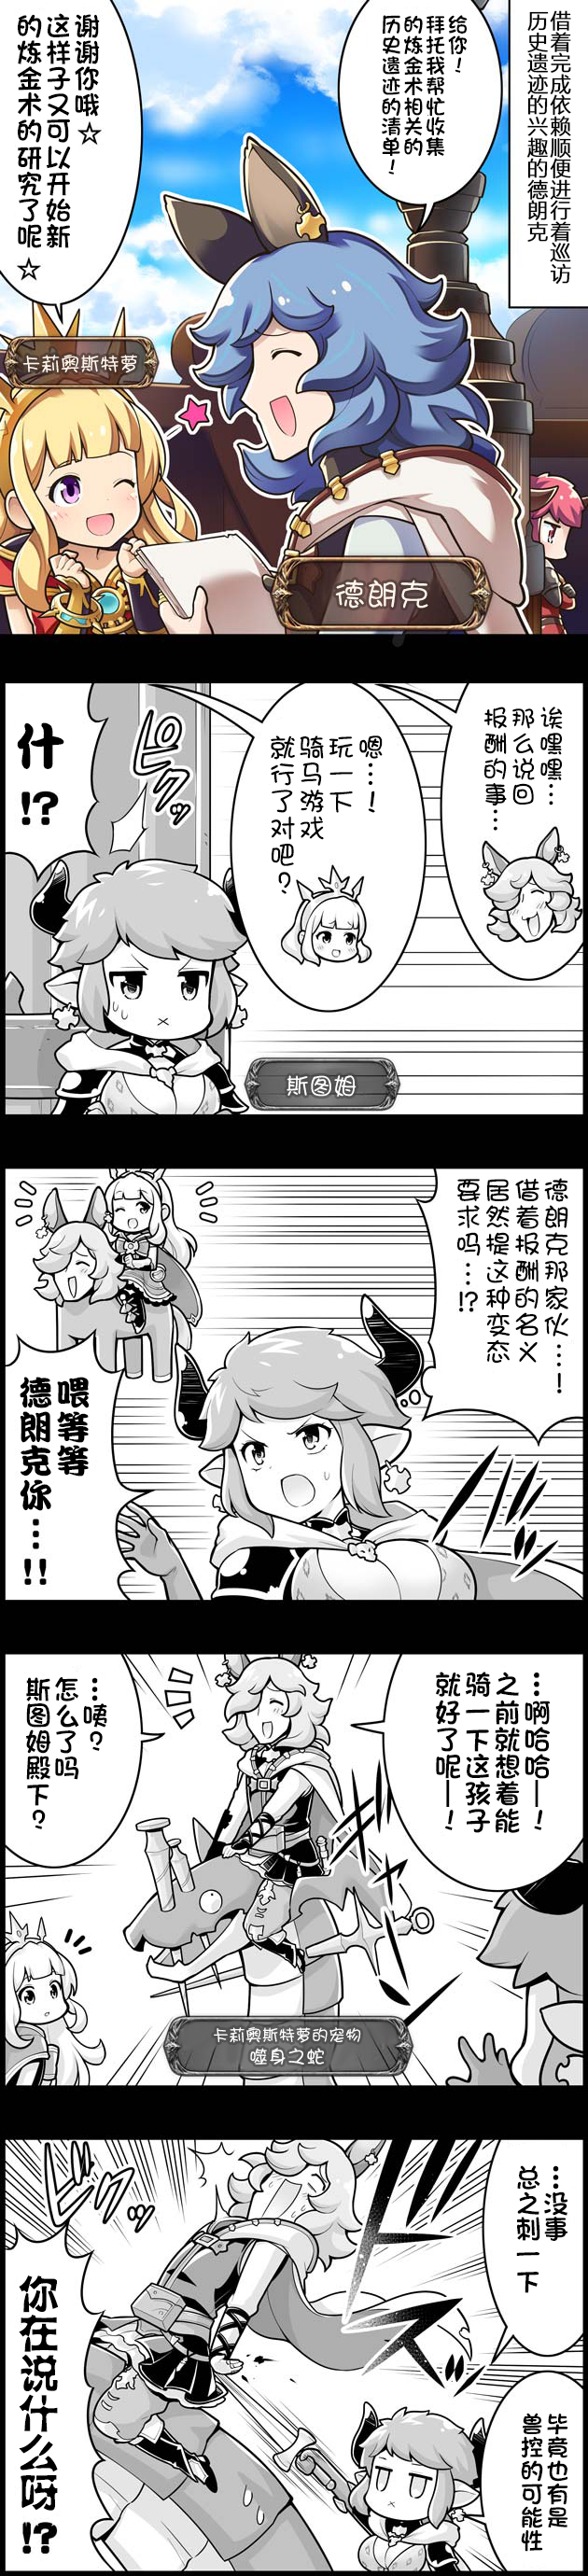 借着完成依赖顺便进行着巡访
历史遗迹的兴趣的德朗克
给你！
拜托我帮忙收集
的炼金术相关的
历史遗迹的清单！
谢谢你哦☆
这样子又可以开始新
的炼金术的研究了呢☆
卡莉奥斯特萝
德朗克
诶嘿嘿…
那么说回
报酬的事…
嗯…！
玩一下
骑马游戏
就行了对吧？
ピクッ
什
!?
斯图姆
德朗克那家伙…！
借着报酬的名义
居然提这种变态
要求吗…!?
喂等等
德朗克你…!!
…啊哈哈ー！
之前就想着能
骑一下这孩子
就好了呢ー！
…咦？
怎么了吗
斯图姆殿下？
卡莉奥斯特萝的宠物
噬身之蛇
…没事
总之刺一下
毕竟也有是
兽控的可能性
你在说什么呀!?